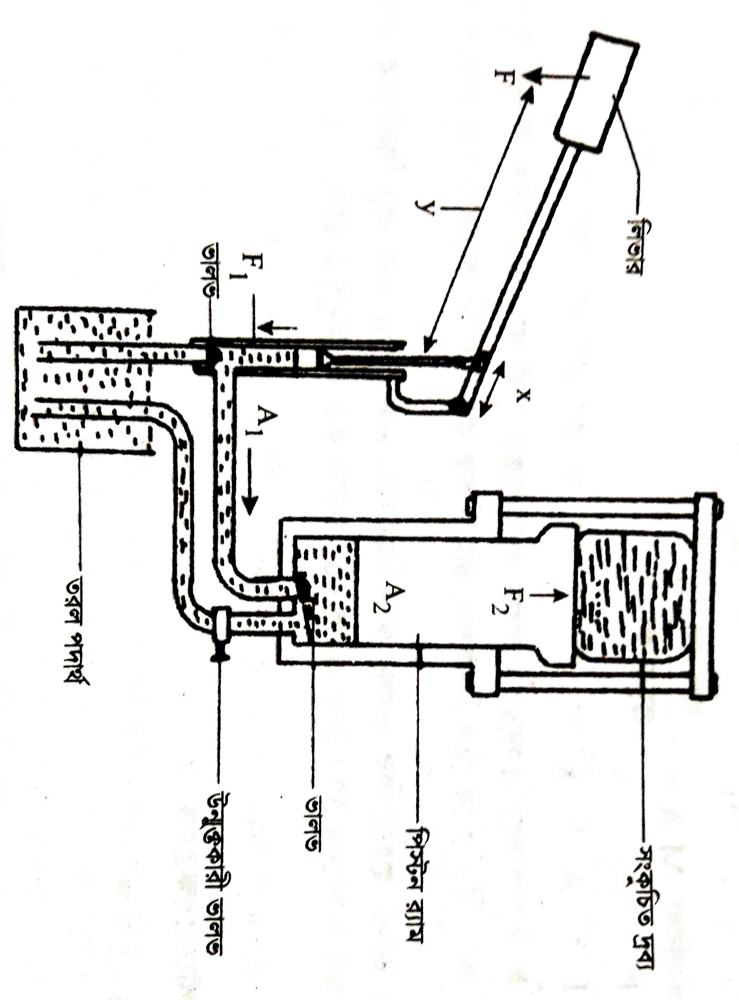 লিভার
F
y
x
সংকুচিত দ্রব্য
F₂
A₂
পিস্টন র‍্যাম
F₁
A₁
ভালভ
ভালভ
উন্মুক্তকারী ভালভ
তরল পদার্থ